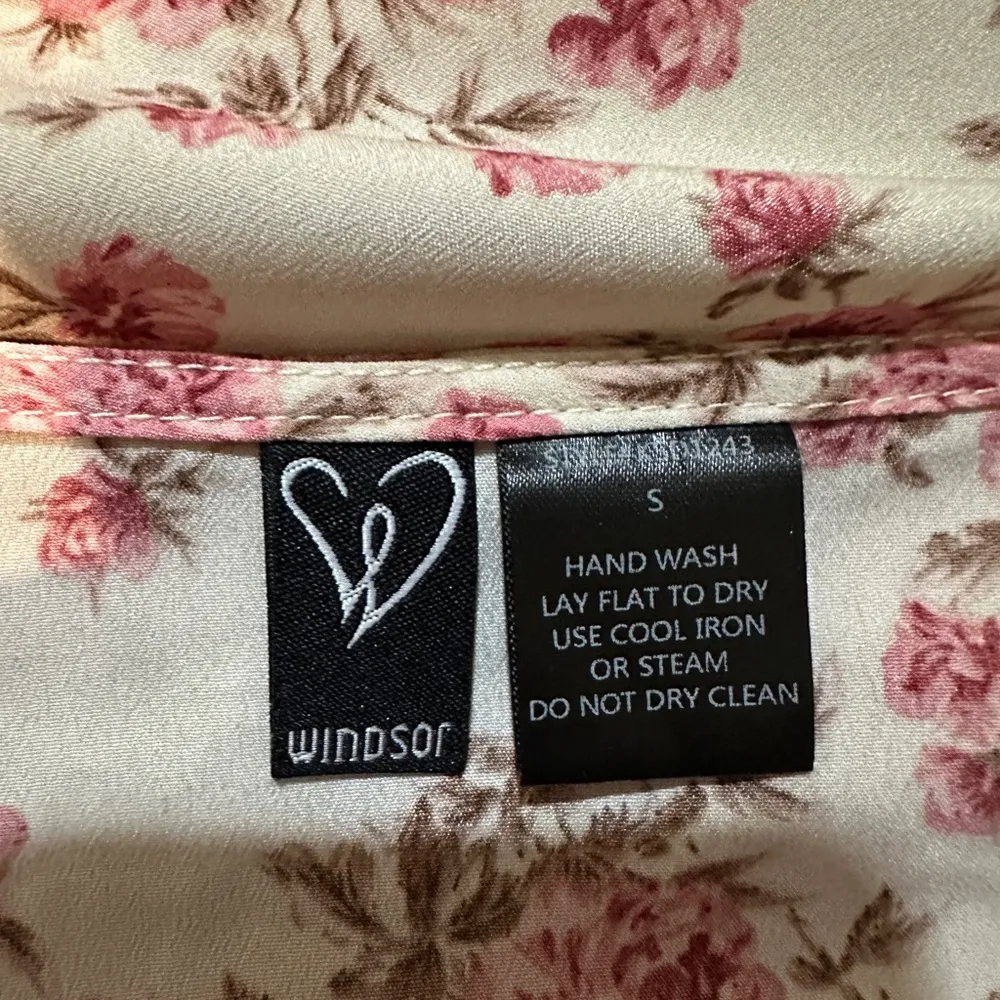 WINDSOR
S
HAND WASH
LAY FLAT TO DRY
USE COOL IRON
OR STEAM
DO NOT DRY CLEAN